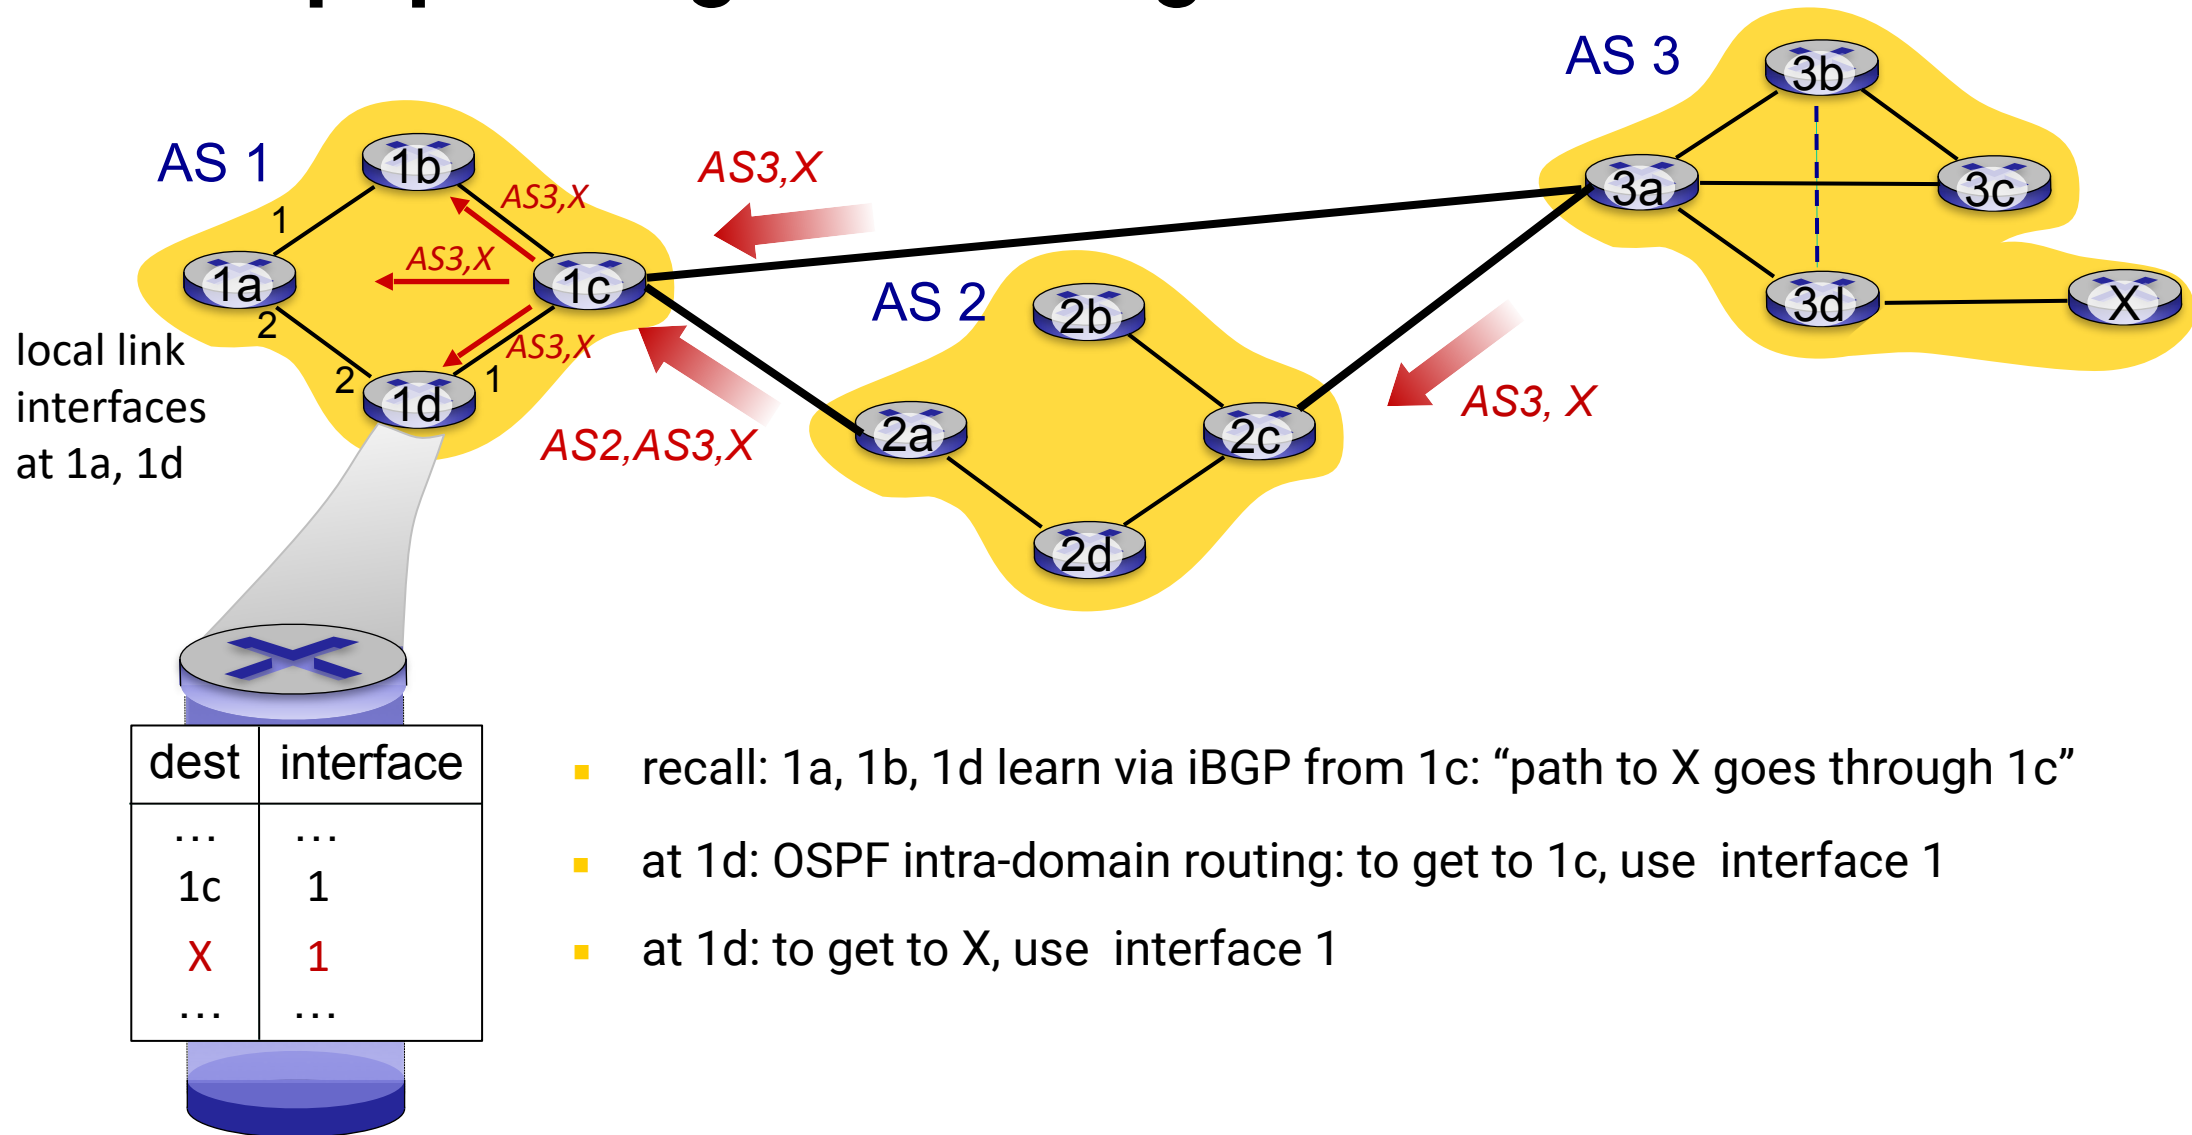 AS 3
3b
AS 1
1b
AS3,X
3a
3c
AS3,X
1
AS3,X
1a
1c
AS 2
2b
3d
X
2
local link
interfaces
at 1a, 1d
AS3,X
2
1
1d
AS2,AS3,X
2a
2c
AS3, X
2d
dest interface
... ...
1c 1
X 1
... ...
▪ recall: 1a, 1b, 1d learn via iBGP from 1c: “path to X goes through 1c”
▪ at 1d: OSPF intra-domain routing: to get to 1c, use interface 1
▪ at 1d: to get to X, use interface 1